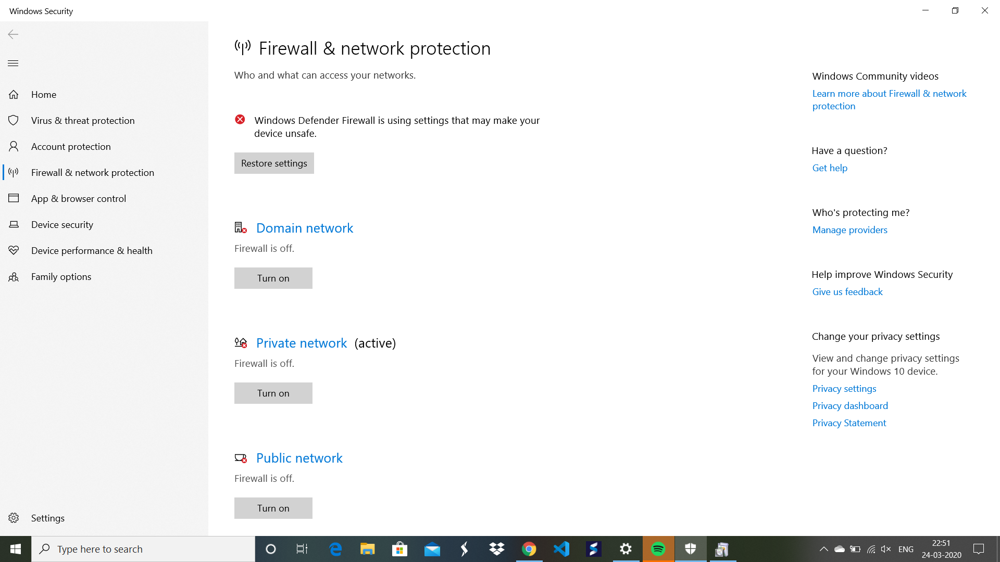 Windows Security
Home
Virus & threat protection
Account protection
Firewall & network protection
App & browser control
Device security
Device performance & health
Family options
Settings
Firewall & network protection
Who and what can access your networks.
Windows Defender Firewall is using settings that may make your
device unsafe.
Restore settings
Domain network
Firewall is off.
Turn on
Private network (active)
Firewall is off.
Turn on
Public network
Firewall is off.
Turn on
Windows Community videos
Learn more about Firewall & network
protection
Have a question?
Get help
Who's protecting me?
Manage providers
Help improve Windows Security
Give us feedback
Change your privacy settings
View and change privacy settings
for your Windows 10 device.
Privacy settings
Privacy dashboard
Privacy Statement
Type here to search
ENG
22:51
24-03-2020